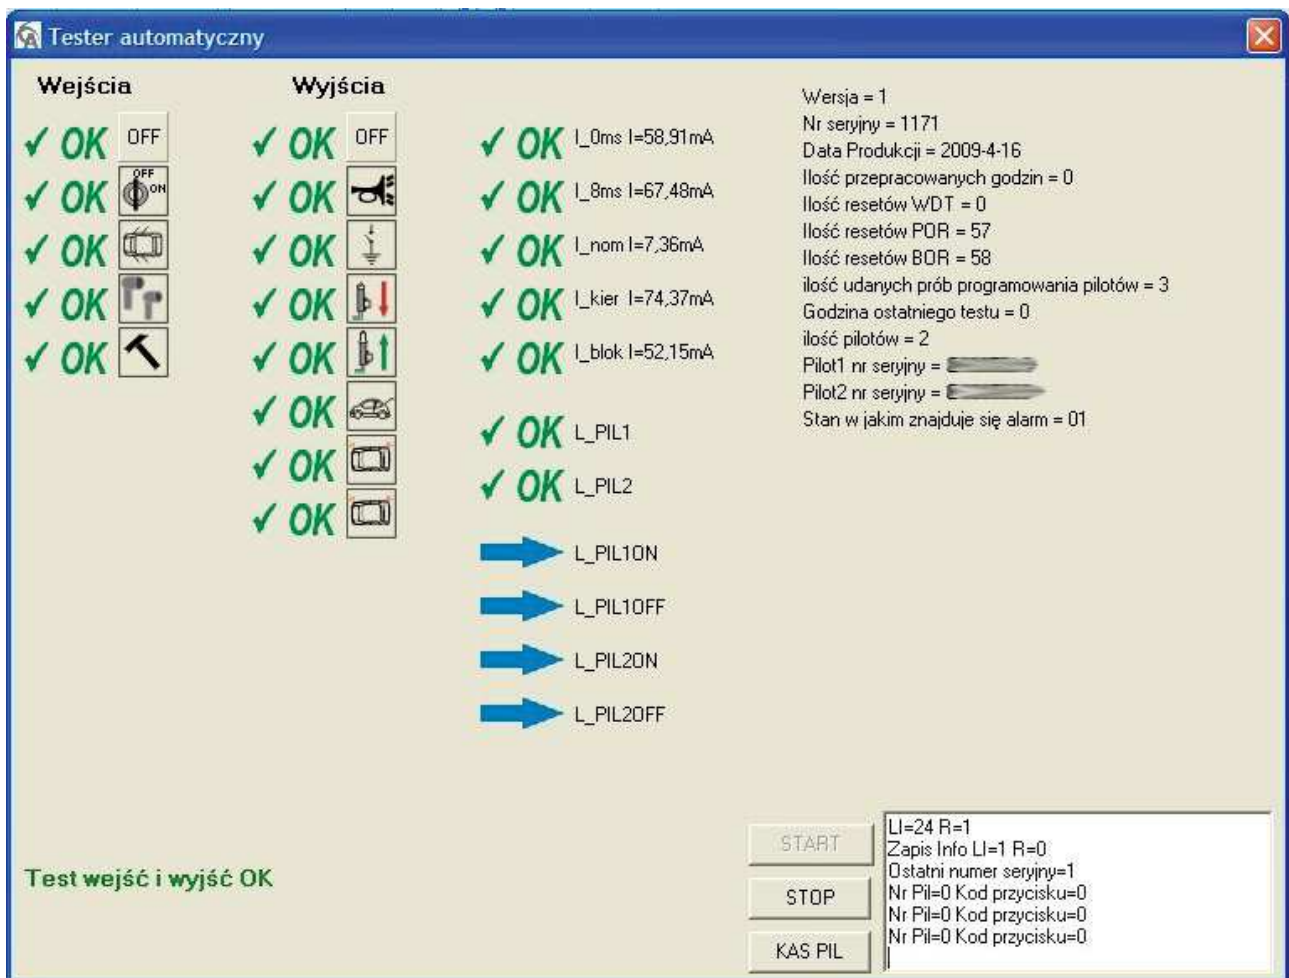 Tester automatyczny
Wejścia
OK OFF
OK OFF ON
OK
OK
OK
Wyjścia
OK OFF
OK
OK
OK
OK
OK
OK
OK
OK I_0ms I=58,91mA
OK I_8ms I=67,48mA
OK I_nom I=7,36mA
OK I_kier I=74,37mA
OK I_blok I=52,15mA
OK L_PIL1
OK L_PIL2
L_PIL1ON
L_PIL1OFF
L_PIL2ON
L_PIL2OFF
Wersja = 1
Nr seryjny = 1171
Data Produkcji = 2009-4-16
Ilość przepracowanych godzin = 0
Ilość resetów WDT = 0
Ilość resetów POR = 57
Ilość resetów BOR = 58
ilość udanych prób programowania pilotów = 3
Godzina ostatniego testu = 0
ilość pilotów = 2
Pilot1 nr seryjny =
Pilot2 nr seryjny =
Stan w jakim znajduje się alarm = 01
Test wejść i wyjść OK
START
STOP
KAS PIL
LI=24 R=1
Zapis Info LI=1 R=0
Ostatni numer seryjny=1
Nr Pil=0 Kod przycisku=0
Nr Pil=0 Kod przycisku=0
Nr Pil=0 Kod przycisku=0